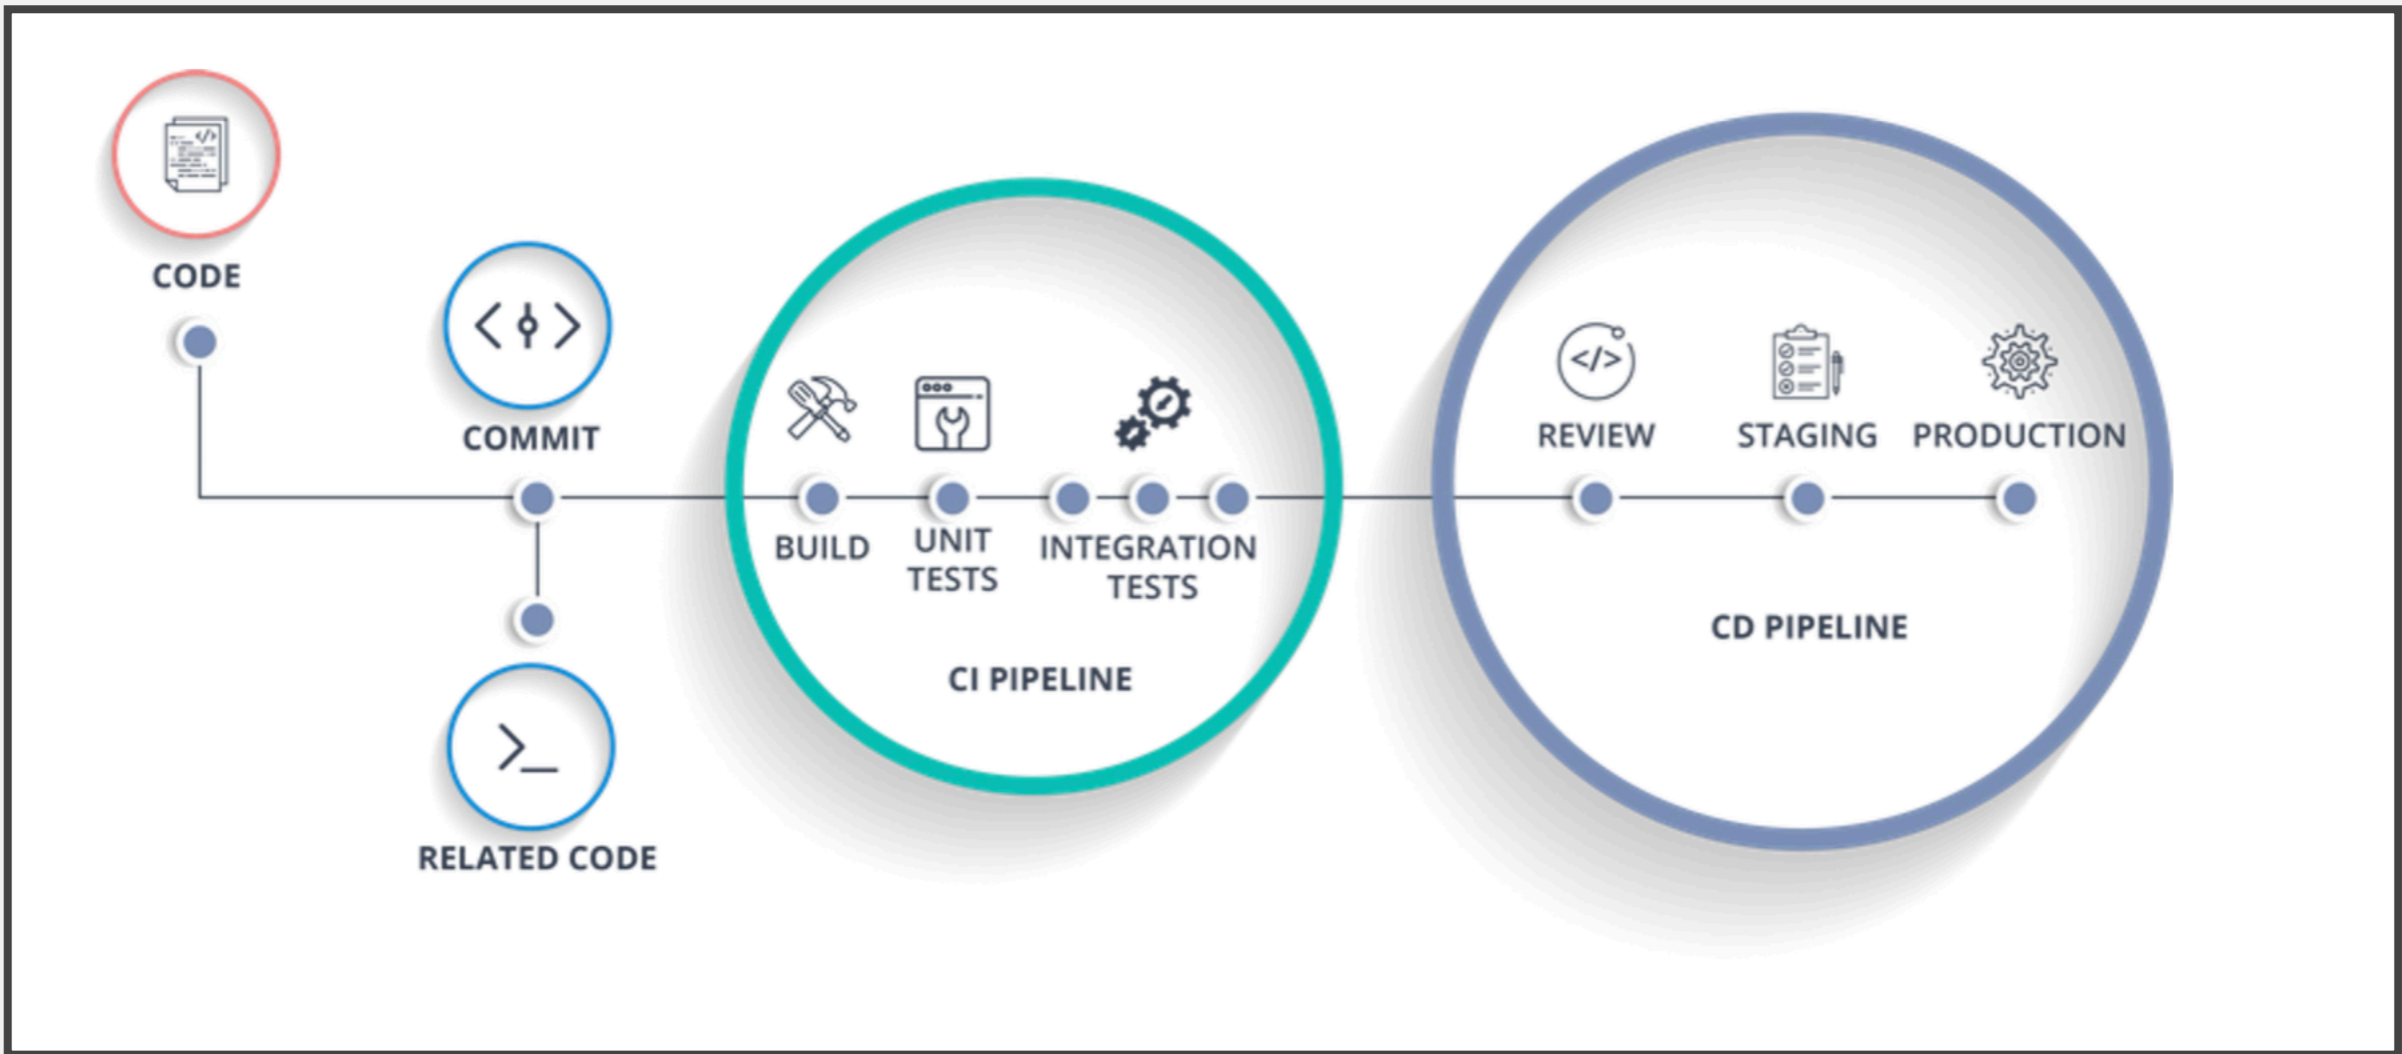 CODE
COMMIT
RELATED CODE
BUILD
UNIT
TESTS
INTEGRATION
TESTS
CI PIPELINE
REVIEW
STAGING
PRODUCTION
CD PIPELINE